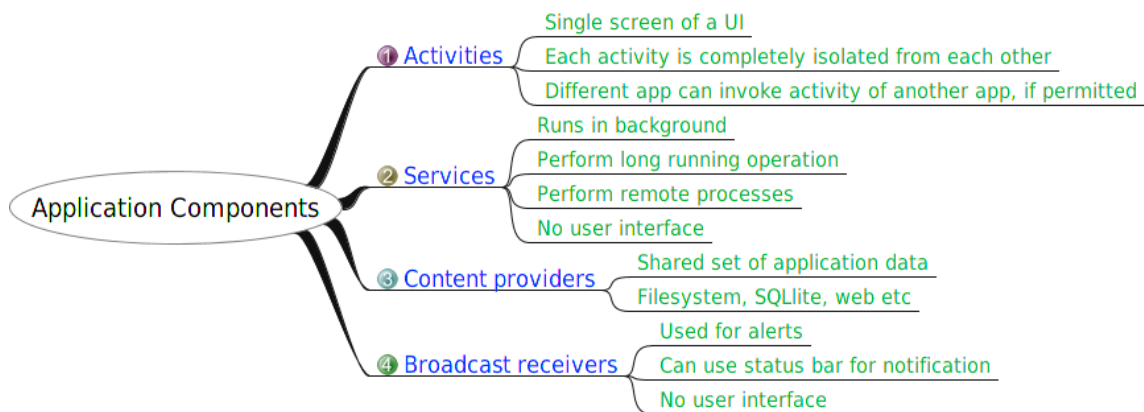 Application Components
1 Activities
Single screen of a UI
Each activity is completely isolated from each other
Different app can invoke activity of another app, if permitted
2 Services
Runs in background
Perform long running operation
Perform remote processes
No user interface
3 Content providers
Shared set of application data
Filesystem, SQLlite, web etc
4 Broadcast receivers
Used for alerts
Can use status bar for notification
No user interface